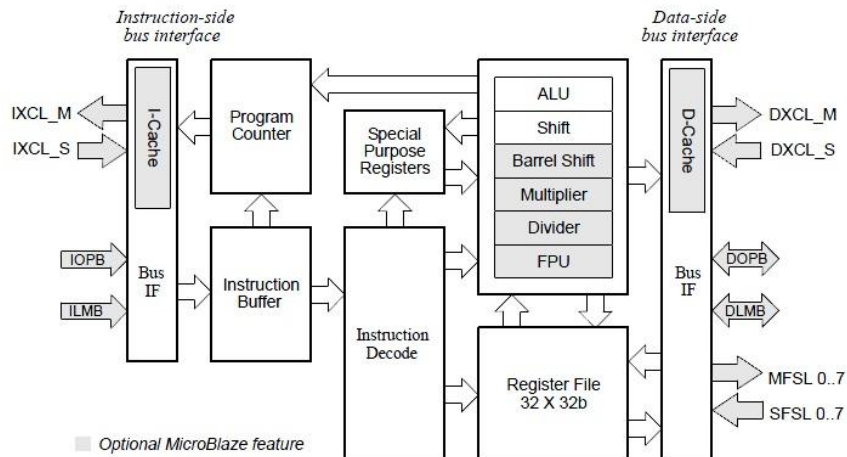 Instruction-side
bus interface
Data-side
bus interface
IXCL_M
IXCL_S
I-Cache
Program
Counter
Special
Purpose
Registers
ALU
Shift
Barrel Shift
Multiplier
Divider
FPU
D-Cache
DXCL_M
DXCL_S
IOPB
ILMB
Bus
IF
Instruction
Buffer
Instruction
Decode
Register File
32 X 32b
Bus
IF
DOPB
DLMB
MFSL 0..7
SFSL 0..7
Optional MicroBlaze feature